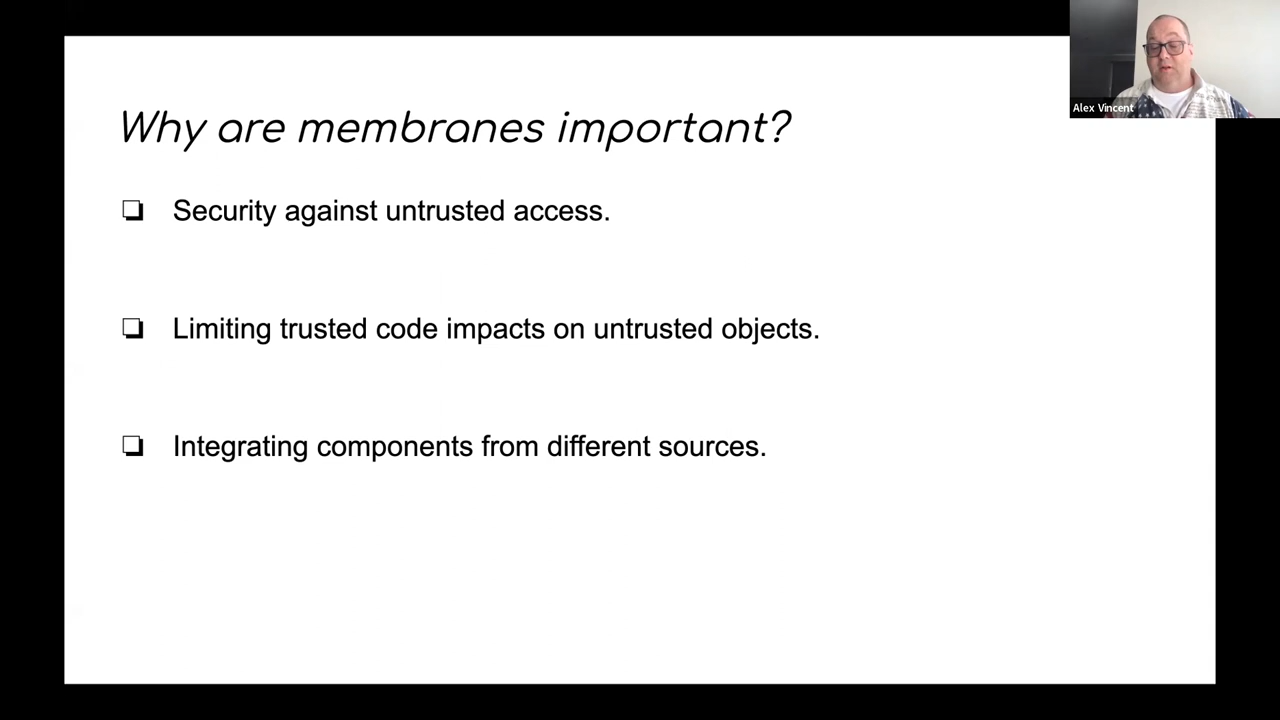 Alex Vincent
Why are membranes important?
❏ Security against untrusted access.
❏ Limiting trusted code impacts on untrusted objects.
❏ Integrating components from different sources.